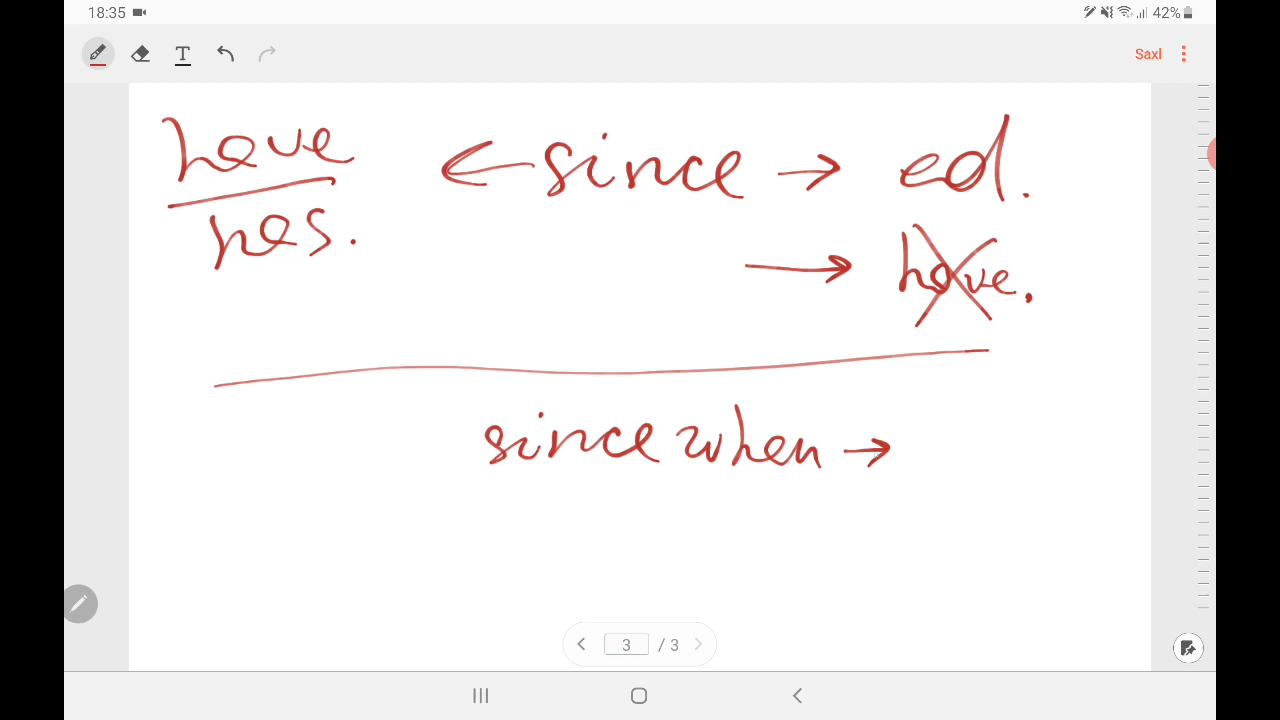 18:35 42%
T Saxl
have ← since → ed.
has. → have.
since when →
3 / 3